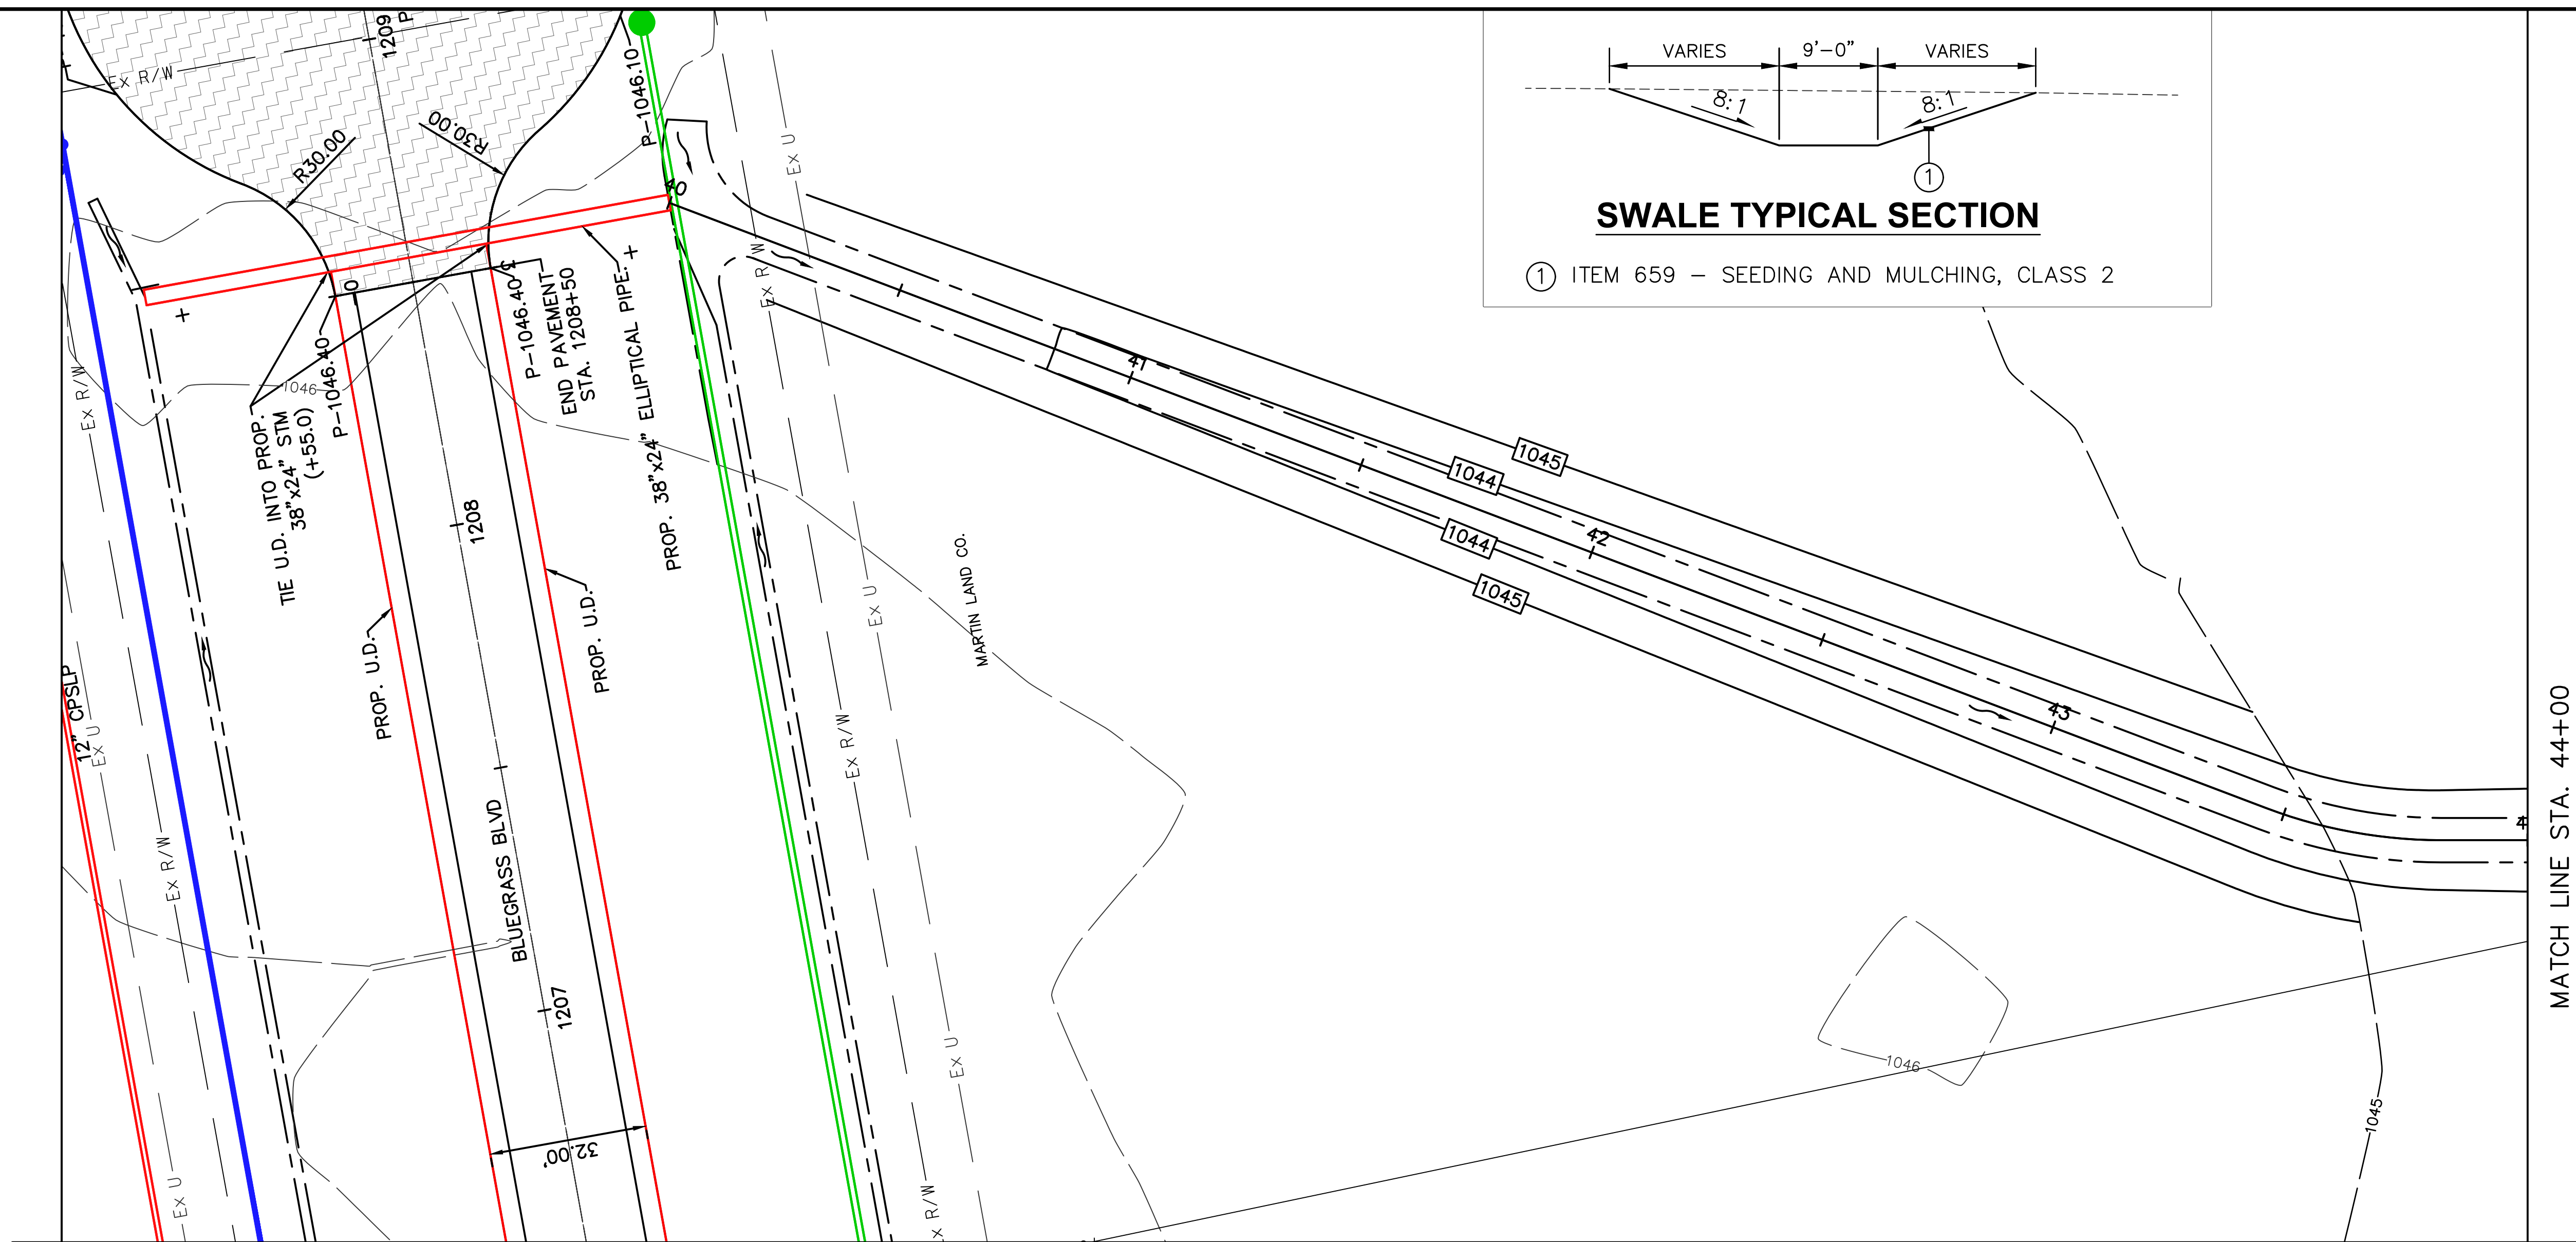 1209
P
Ex R/W
R30.00
R30.00
P-1046.10
40
Ex U
Ex R/W
VARIES
9'-0"
VARIES
8:1
8:1
1
SWALE TYPICAL SECTION
1 ITEM 659 – SEEDING AND MULCHING, CLASS 2
P-1046.40
P-1046.40
END PAVEMENT
STA. 1208+50
PROP. 38"x24" ELLIPTICAL PIPE.
TIE U.D. INTO PROP.
38"x24" STM
(+55.0)
1046
Ex R/W
41
1045
1044
1044
1045
42
43
4
1208
MARTIN LAND CO.
Ex U
PROP. U.D.
PROP. U.D.
12" CPSLP
Ex U
Ex R/W
Ex R/W
BLUEGRASS BLVD
1207
Ex U
1046
1045
32.00'
Ex U
Ex R/W
MATCH LINE STA. 44+00